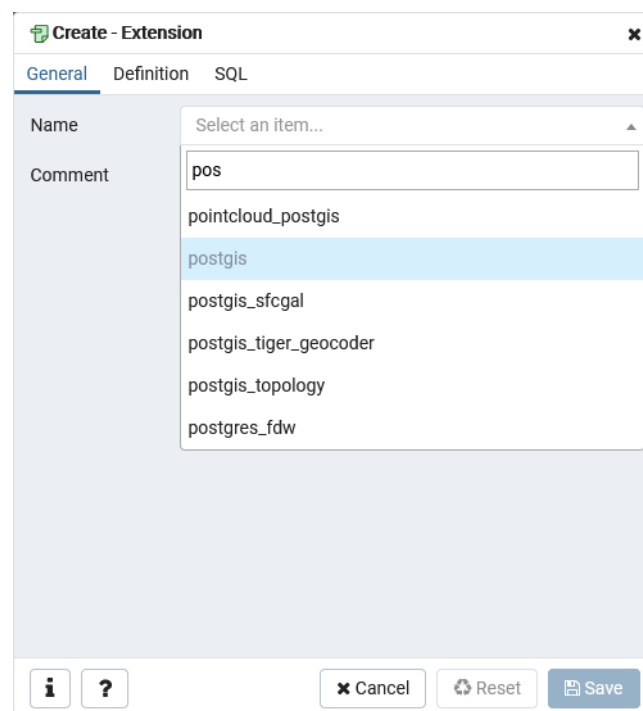 Create - Extension
General Definition SQL
Name Select an item...
Comment
pos
pointcloud_postgis
postgis
postgis_sfcgal
postgis_tiger_geocoder
postgis_topology
postgres_fdw
i ? Cancel Reset Save